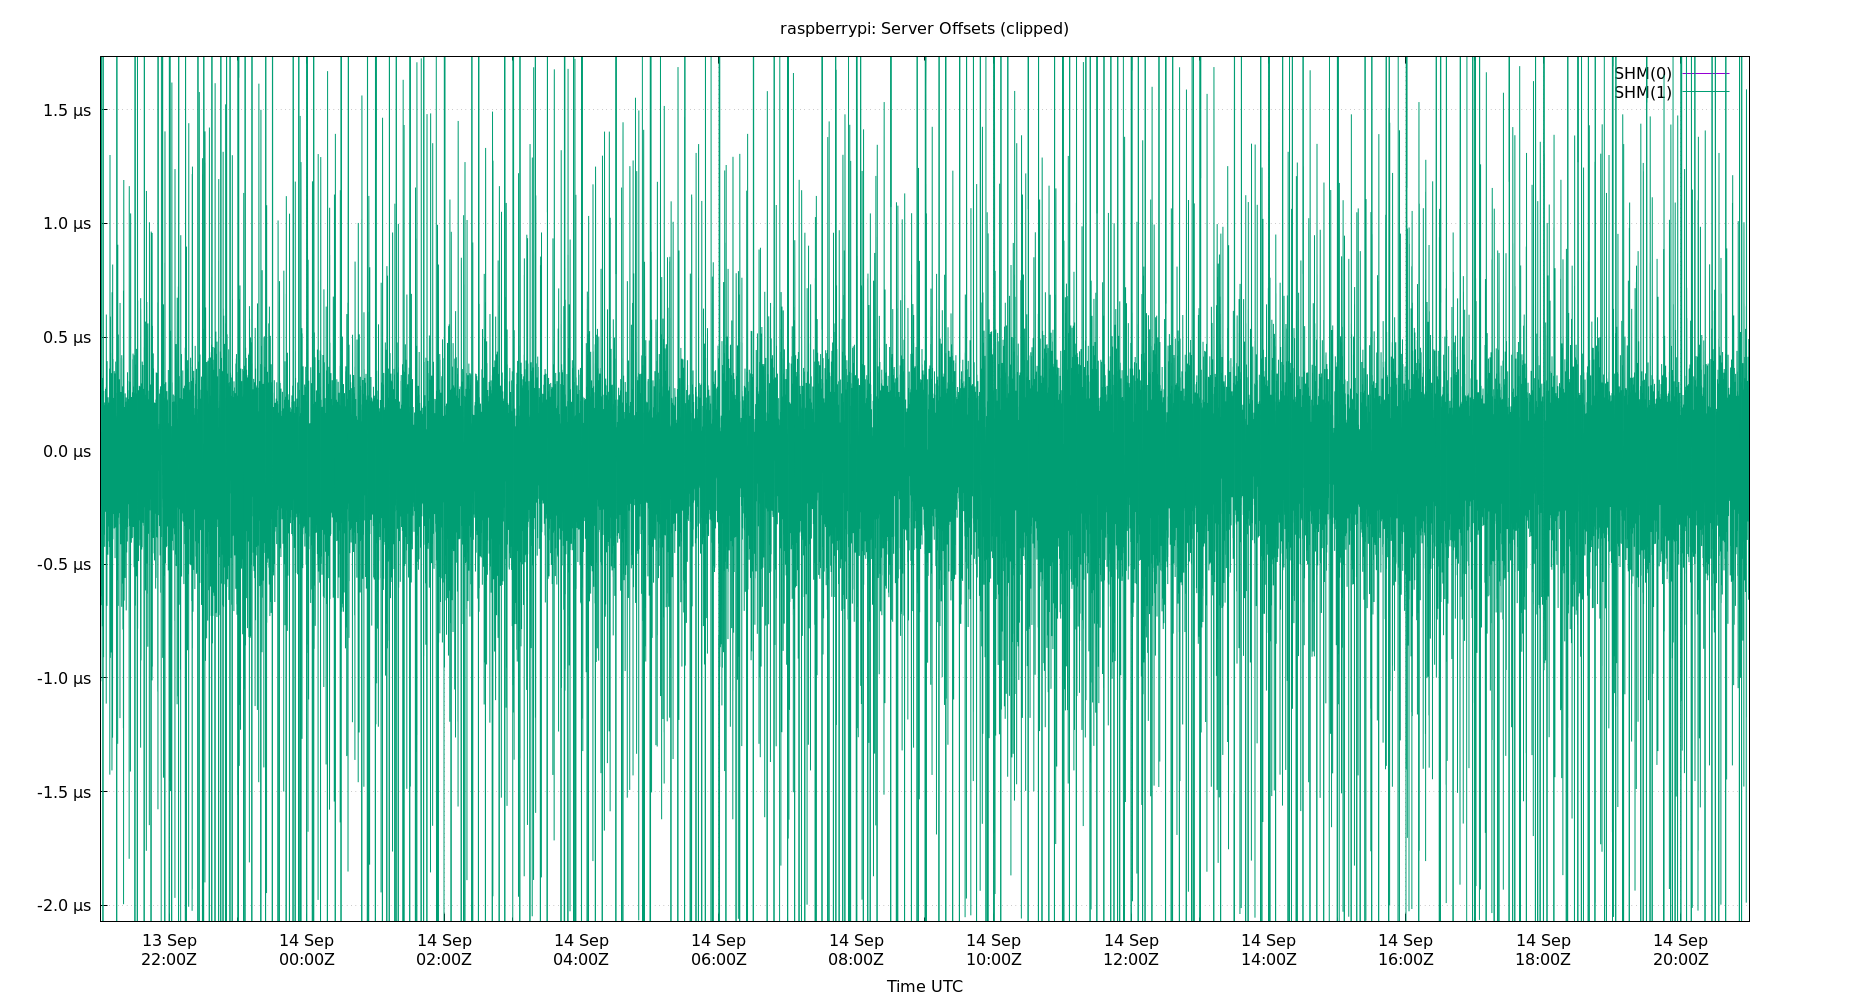 raspberrypi: Server Offsets (clipped)
SHM(0)
SHM(1)
1.5 µs
1.0 µs
0.5 µs
0.0 µs
-0.5 µs
-1.0 µs
-1.5 µs
-2.0 µs
13 Sep 14 Sep 14 Sep 14 Sep 14 Sep 14 Sep 14 Sep 14 Sep 14 Sep 14 Sep 14 Sep 14 Sep
22:00Z 00:00Z 02:00Z 04:00Z 06:00Z 08:00Z 10:00Z 12:00Z 14:00Z 16:00Z 18:00Z 20:00Z
Time UTC